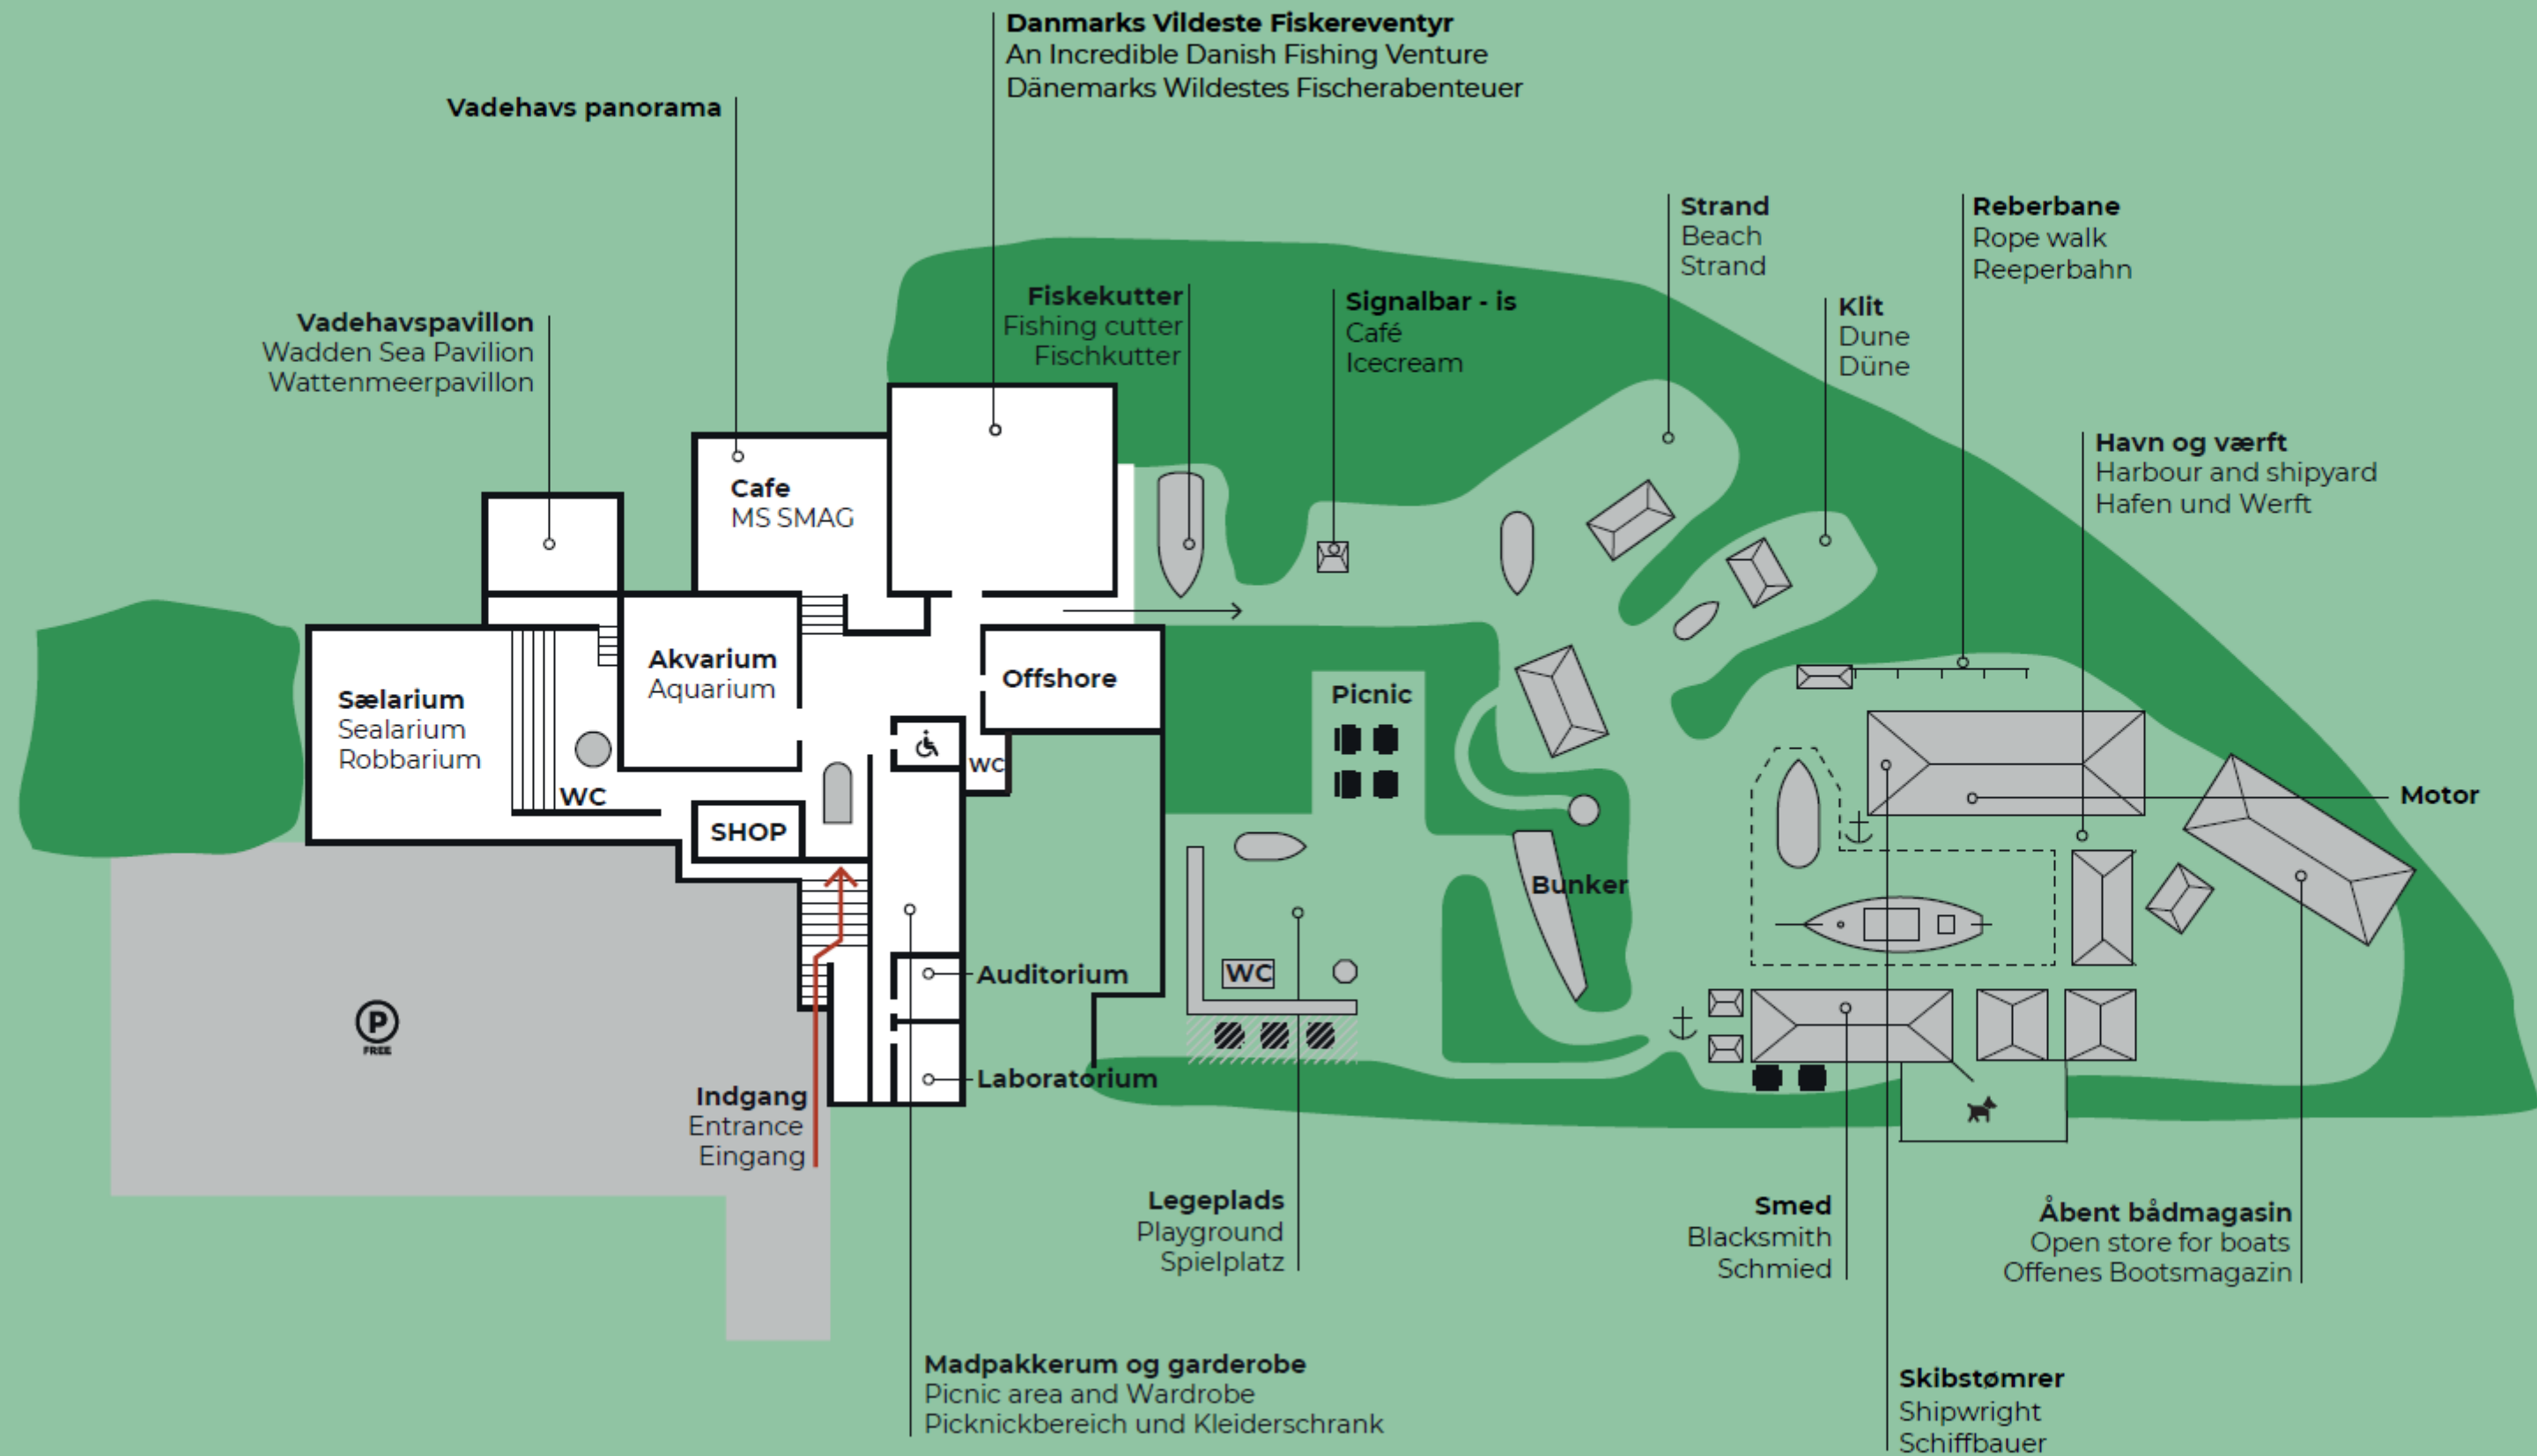 Danmarks Vildeste Fiskereventyr
An Incredible Danish Fishing Venture
Dänemarks Wildestes Fischerabenteuer
Vadehavs panorama
Strand
Beach
Strand
Reberbane
Rope walk
Reeperbahn
Fiskekutter
Fishing cutter
Fischkutter
Signalbar - is
Café
Icecream
Klit
Dune
Düne
Vadehavspavillon
Wadden Sea Pavilion
Wattenmeerpavillon
Havn og værft
Harbour and shipyard
Hafen und Werft
Cafe
MS SMAG
Akvarium
Aquarium
Offshore
Sælarium
Sealarium
Robbarium
Picnic
WC
WC
SHOP
Motor
Bunker
WC
Auditorium
P
FREE
Laboratorium
Indgang
Entrance
Eingang
Legeplads
Playground
Spielplatz
Smed
Blacksmith
Schmied
Åbent bådmagasin
Open store for boats
Offenes Bootsmagazin
Madpakkerum og garderobe
Picnic area and Wardrobe
Picknickbereich und Kleiderschrank
Skibstømrer
Shipwright
Schiffbauer